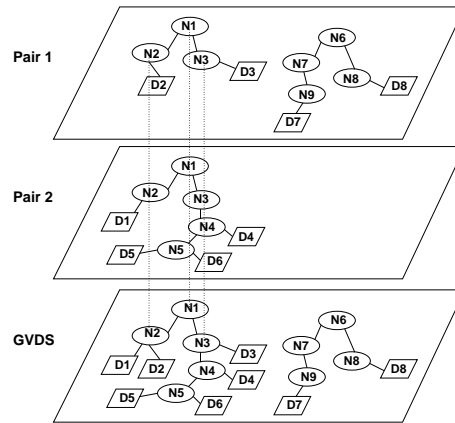 N1
N2
N3
D2
D3
N6
N7
N8
N9
D8
D7
Pair 1
N1
N2
N3
D1
N4
D4
D5
N5
D6
Pair 2
N1
N2
N3
D1
D2
D3
N4
D4
D5
N5
D6
N6
N7
N8
N9
D8
D7
GVDS